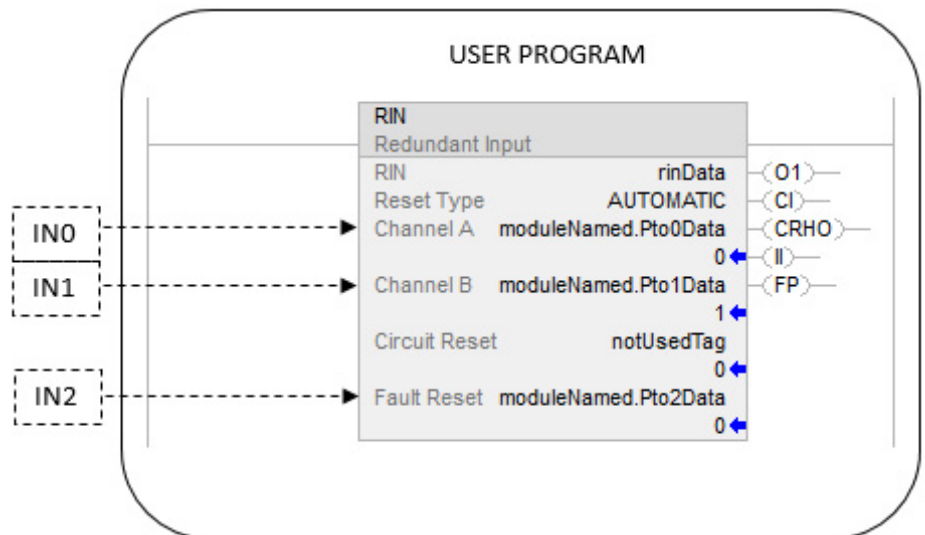 USER PROGRAM
RIN
Redundant Input
RIN rinData (O1)
Reset Type AUTOMATIC (CI)
IN0 Channel A moduleNamed.Pto0Data (CRHO)
0 (II)
IN1 Channel B moduleNamed.Pto1Data (FP)
1
Circuit Reset notUsedTag
0
IN2 Fault Reset moduleNamed.Pto2Data
0